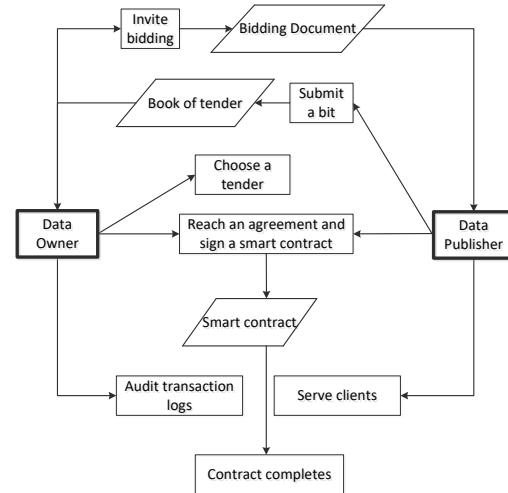 Invite
bidding
Bidding Document
Book of tender
Submit
a bit
Choose a
tender
Data
Owner
Reach an agreement and
sign a smart contract
Data
Publisher
Smart contract
Audit transaction
logs
Serve clients
Contract completes